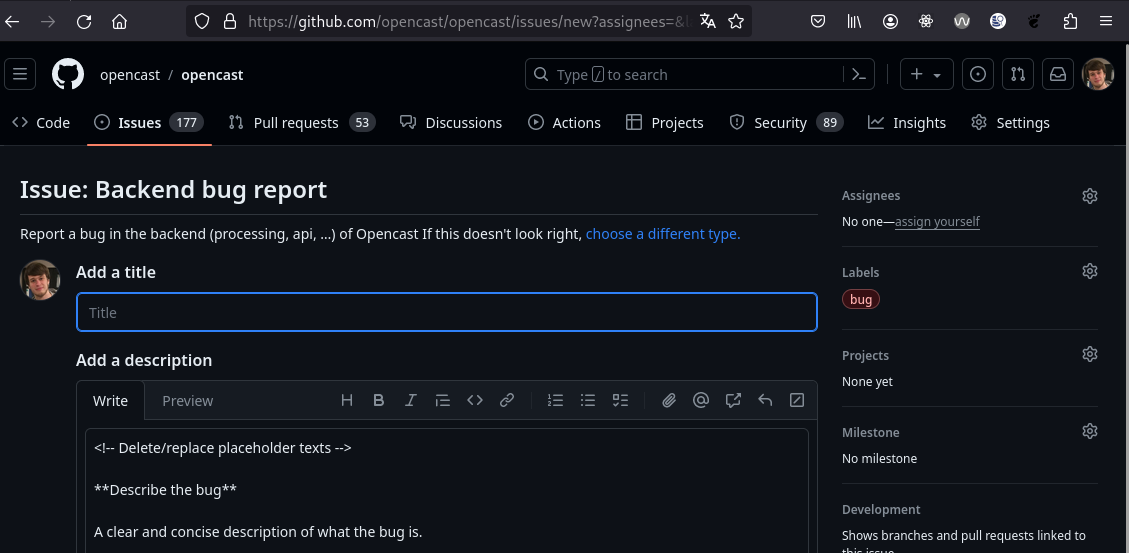 https://github.com/opencast/opencast/issues/new?assignees=&l
opencast / opencast
Type / to search
Code
Issues 177
Pull requests 53
Discussions
Actions
Projects
Security 89
Insights
Settings
Issue: Backend bug report
Report a bug in the backend (processing, api, ...) of Opencast If this doesn't look right, choose a different type.
Add a title
Title
Add a description
Write
Preview
<!-- Delete/replace placeholder texts -->
**Describe the bug**
A clear and concise description of what the bug is.
Assignees
No one—assign yourself
Labels
bug
Projects
None yet
Milestone
No milestone
Development
Shows branches and pull requests linked to
this issue